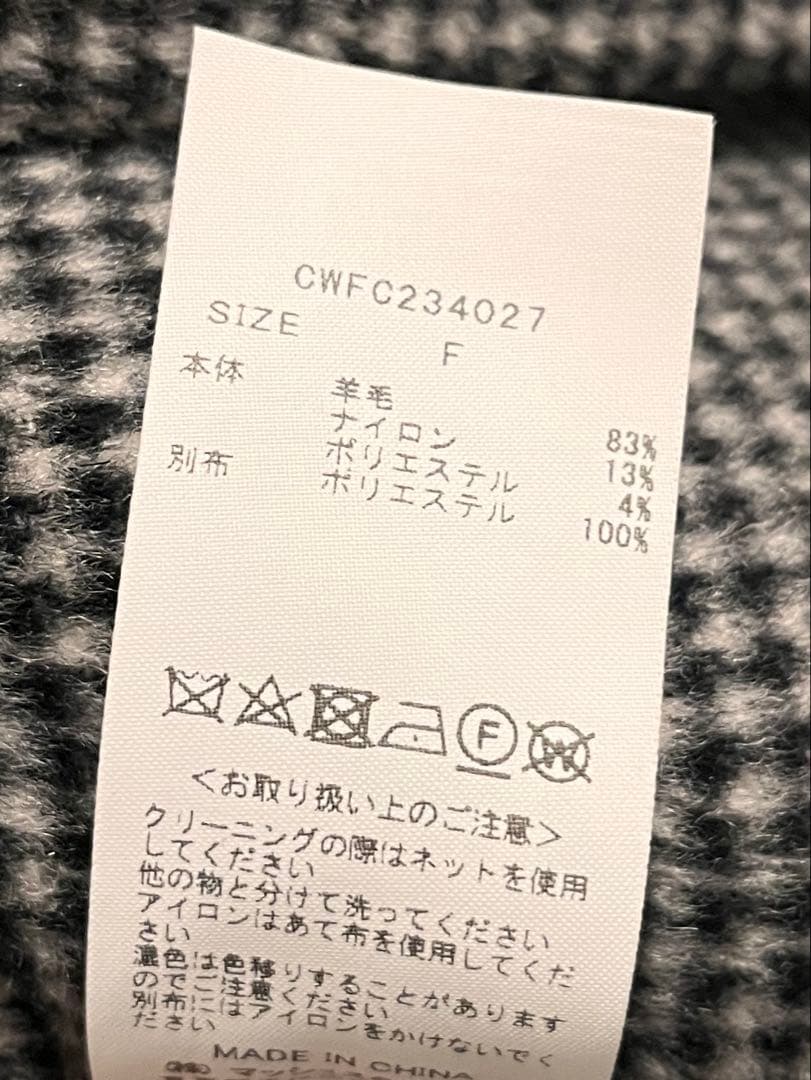 CWFC234027
SIZE F
本体 羊毛 83%
ナイロン 13%
ポリエステル 4%
別布 ポリエステル 100%
F
W
<お取り扱い上のご注意>
クリーニングの際はネットを使用
してください
他の物と分けて洗ってください
アイロンはあて布を使用してくだ
さい
濃色は色移りすることがあります
のでご注意ください
別布にはアイロンをかけないでく
ださい
MADE IN CHINA